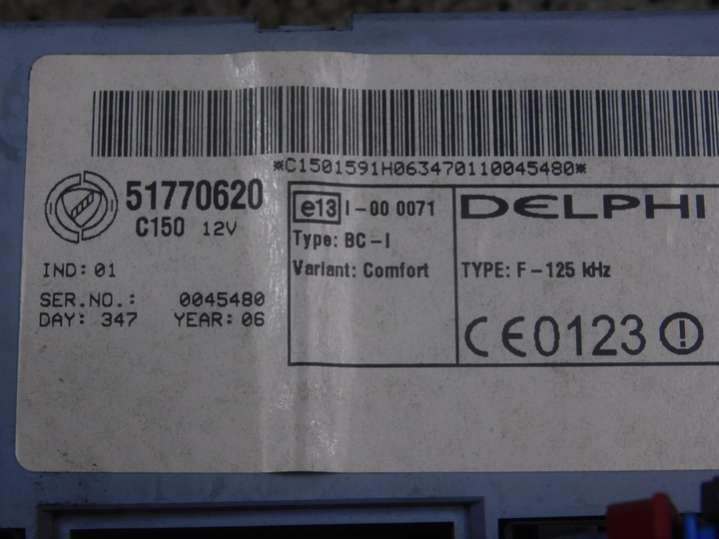 *C1501591H063470110045480*
51770620
C150 12V
IND: 01
SER.NO.: 0045480
DAY: 347 YEAR: 06
e13 I-00 0071
Type: BC-I
Variant: Comfort
DELPHI
TYPE: F-125 kHz
CE0123